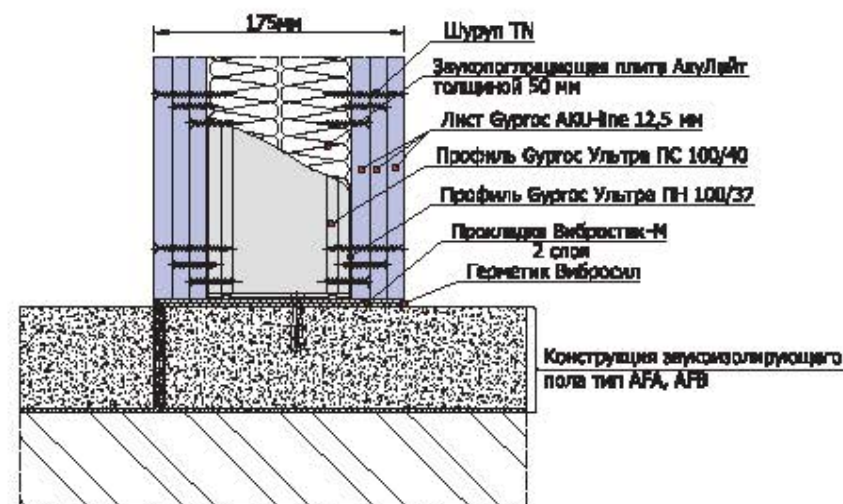 175мм
Шуруп TN
Звукопоглощающая плита АкуЛайт
толщиной 50 мм
Лист Gyproc AKU-line 12,5 мм
Профиль Gyproc Ультра ПС 100/40
Профиль Gyproc Ультра ПН 100/37
Прокладка Вибростек-М
2 слоя
Герметик Вибросил
Конструкция звукоизолирующего
пола тип AFA, AFB